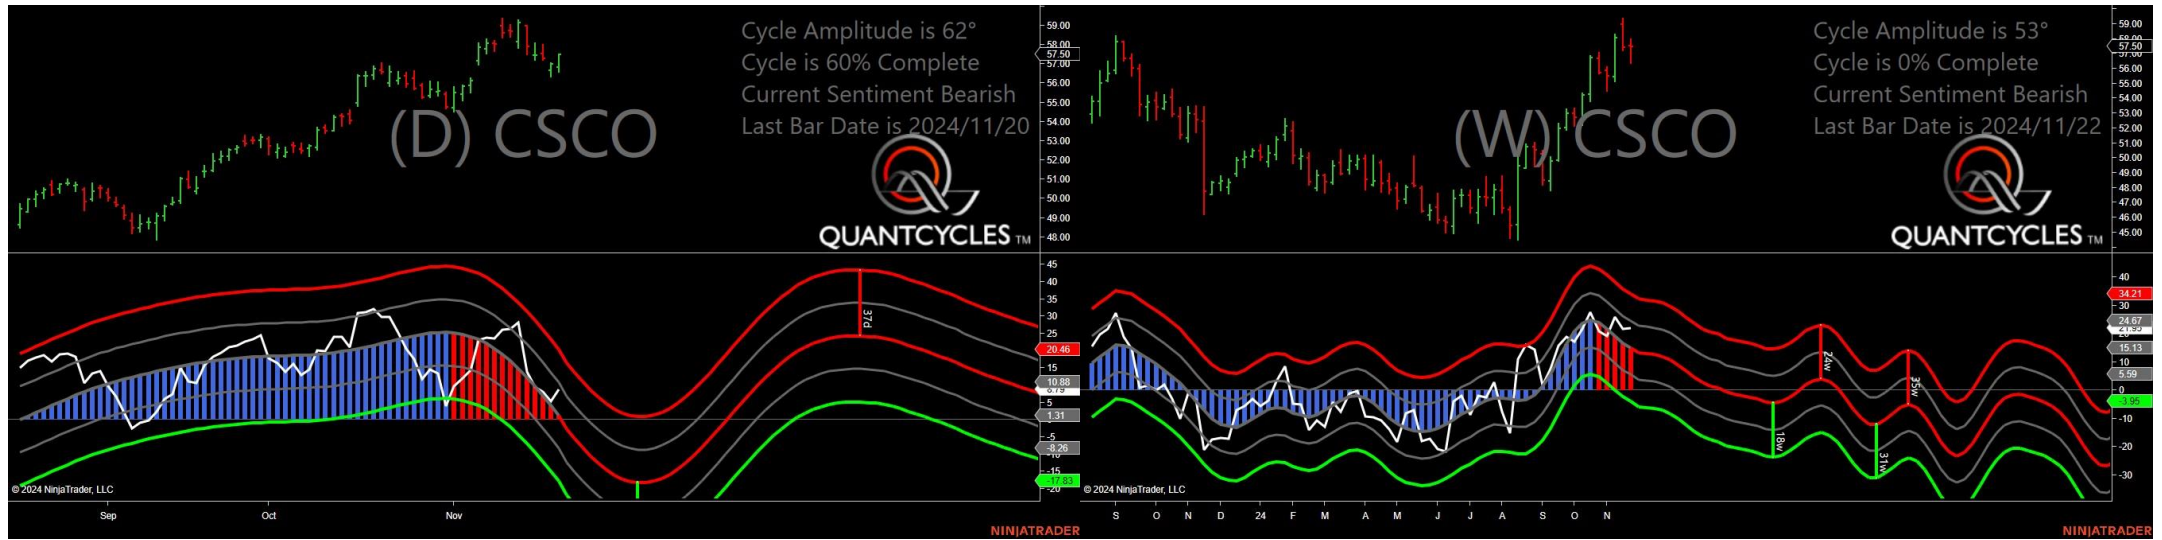 Cycle Amplitude is 62°
Cycle is 60% Complete
Current Sentiment Bearish
Last Bar Date is 2024/11/20
(D) CSCO
QUANTCYCLES TM
59.00
58.00
57.50
57.00
56.00
55.00
54.00
53.00
52.00
51.00
50.00
49.00
48.00
45
40
35
30
25
20.46
15
10.88
5
1.31
-5
-8.26
-15
-17.83
-20
37d
© 2024 NinjaTrader, LLC
Sep
Oct
Nov
NINJATRADER
Cycle Amplitude is 53°
Cycle is 0% Complete
Current Sentiment Bearish
Last Bar Date is 2024/11/22
(W) CSCO
QUANTCYCLES TM
59.00
58.00
57.50
56.00
55.00
54.00
53.00
52.00
51.00
50.00
49.00
48.00
47.00
46.00
45.00
40
34.21
30
24.67
15.13
10
5.59
0
-3.95
-10
-20
-30
24w
35w
18w
31w
© 2024 NinjaTrader, LLC
S O N D 24 F M A M J J A S O N
NINJATRADER